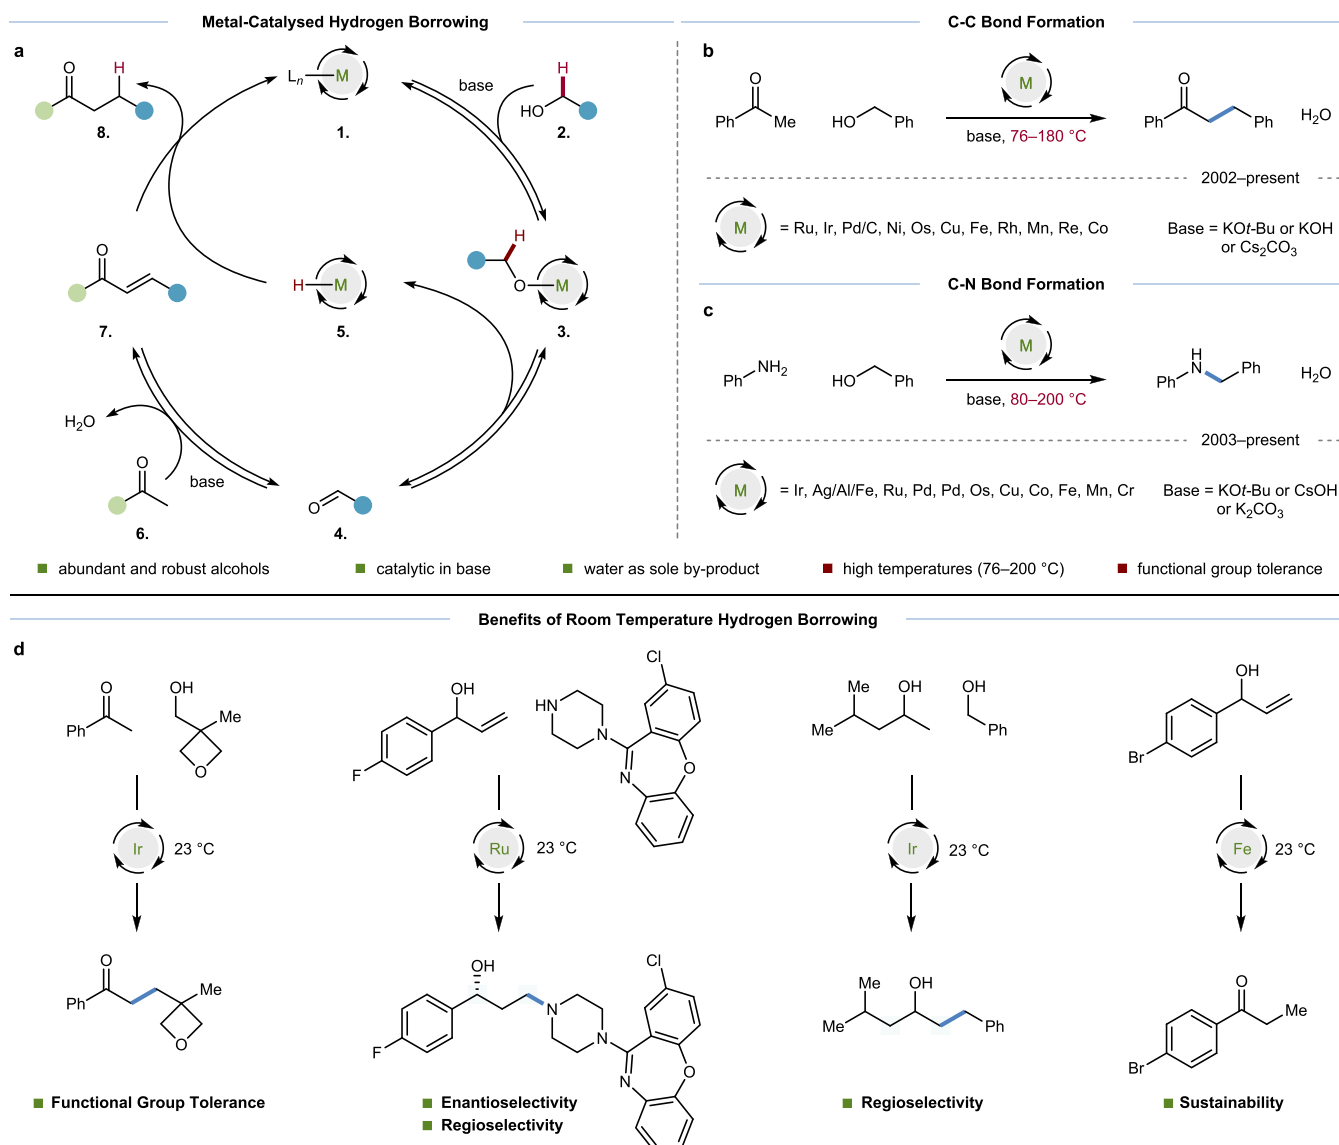 Metal-Catalysed Hydrogen Borrowing
a
O
H
8.
Lₙ
M
1.
base
H
HO
2.
O
7.
H
M
5.
H
O
M
3.
H₂O
O
base
6.
O
4.
C-C Bond Formation
b
O
Ph
Me
HO
Ph
M
base, 76–180 °C
O
Ph
Ph
H₂O
2002–present
M
= Ru, Ir, Pd/C, Ni, Os, Cu, Fe, Rh, Mn, Re, Co
Base = KOt-Bu or KOH
or Cs₂CO₃
C-N Bond Formation
c
NH₂
Ph
HO
Ph
M
base, 80–200 °C
H
N
Ph
Ph
H₂O
2003–present
M
= Ir, Ag/Al/Fe, Ru, Pd, Pd, Os, Cu, Co, Fe, Mn, Cr
Base = KOt-Bu or CsOH
or K₂CO₃
abundant and robust alcohols
catalytic in base
water as sole by-product
high temperatures (76–200 °C)
functional group tolerance
Benefits of Room Temperature Hydrogen Borrowing
d
O
Ph
OH
Me
O
Ir
23 °C
O
Ph
Me
O
Functional Group Tolerance
OH
F
HN
N
Cl
N
O
Ru
23 °C
OH
F
N
N
Cl
N
O
Enantioselectivity
Regioselectivity
Me
Me
OH
OH
Ph
Ir
23 °C
Me
Me
OH
Ph
Regioselectivity
OH
Br
Fe
23 °C
O
Me
Br
Sustainability